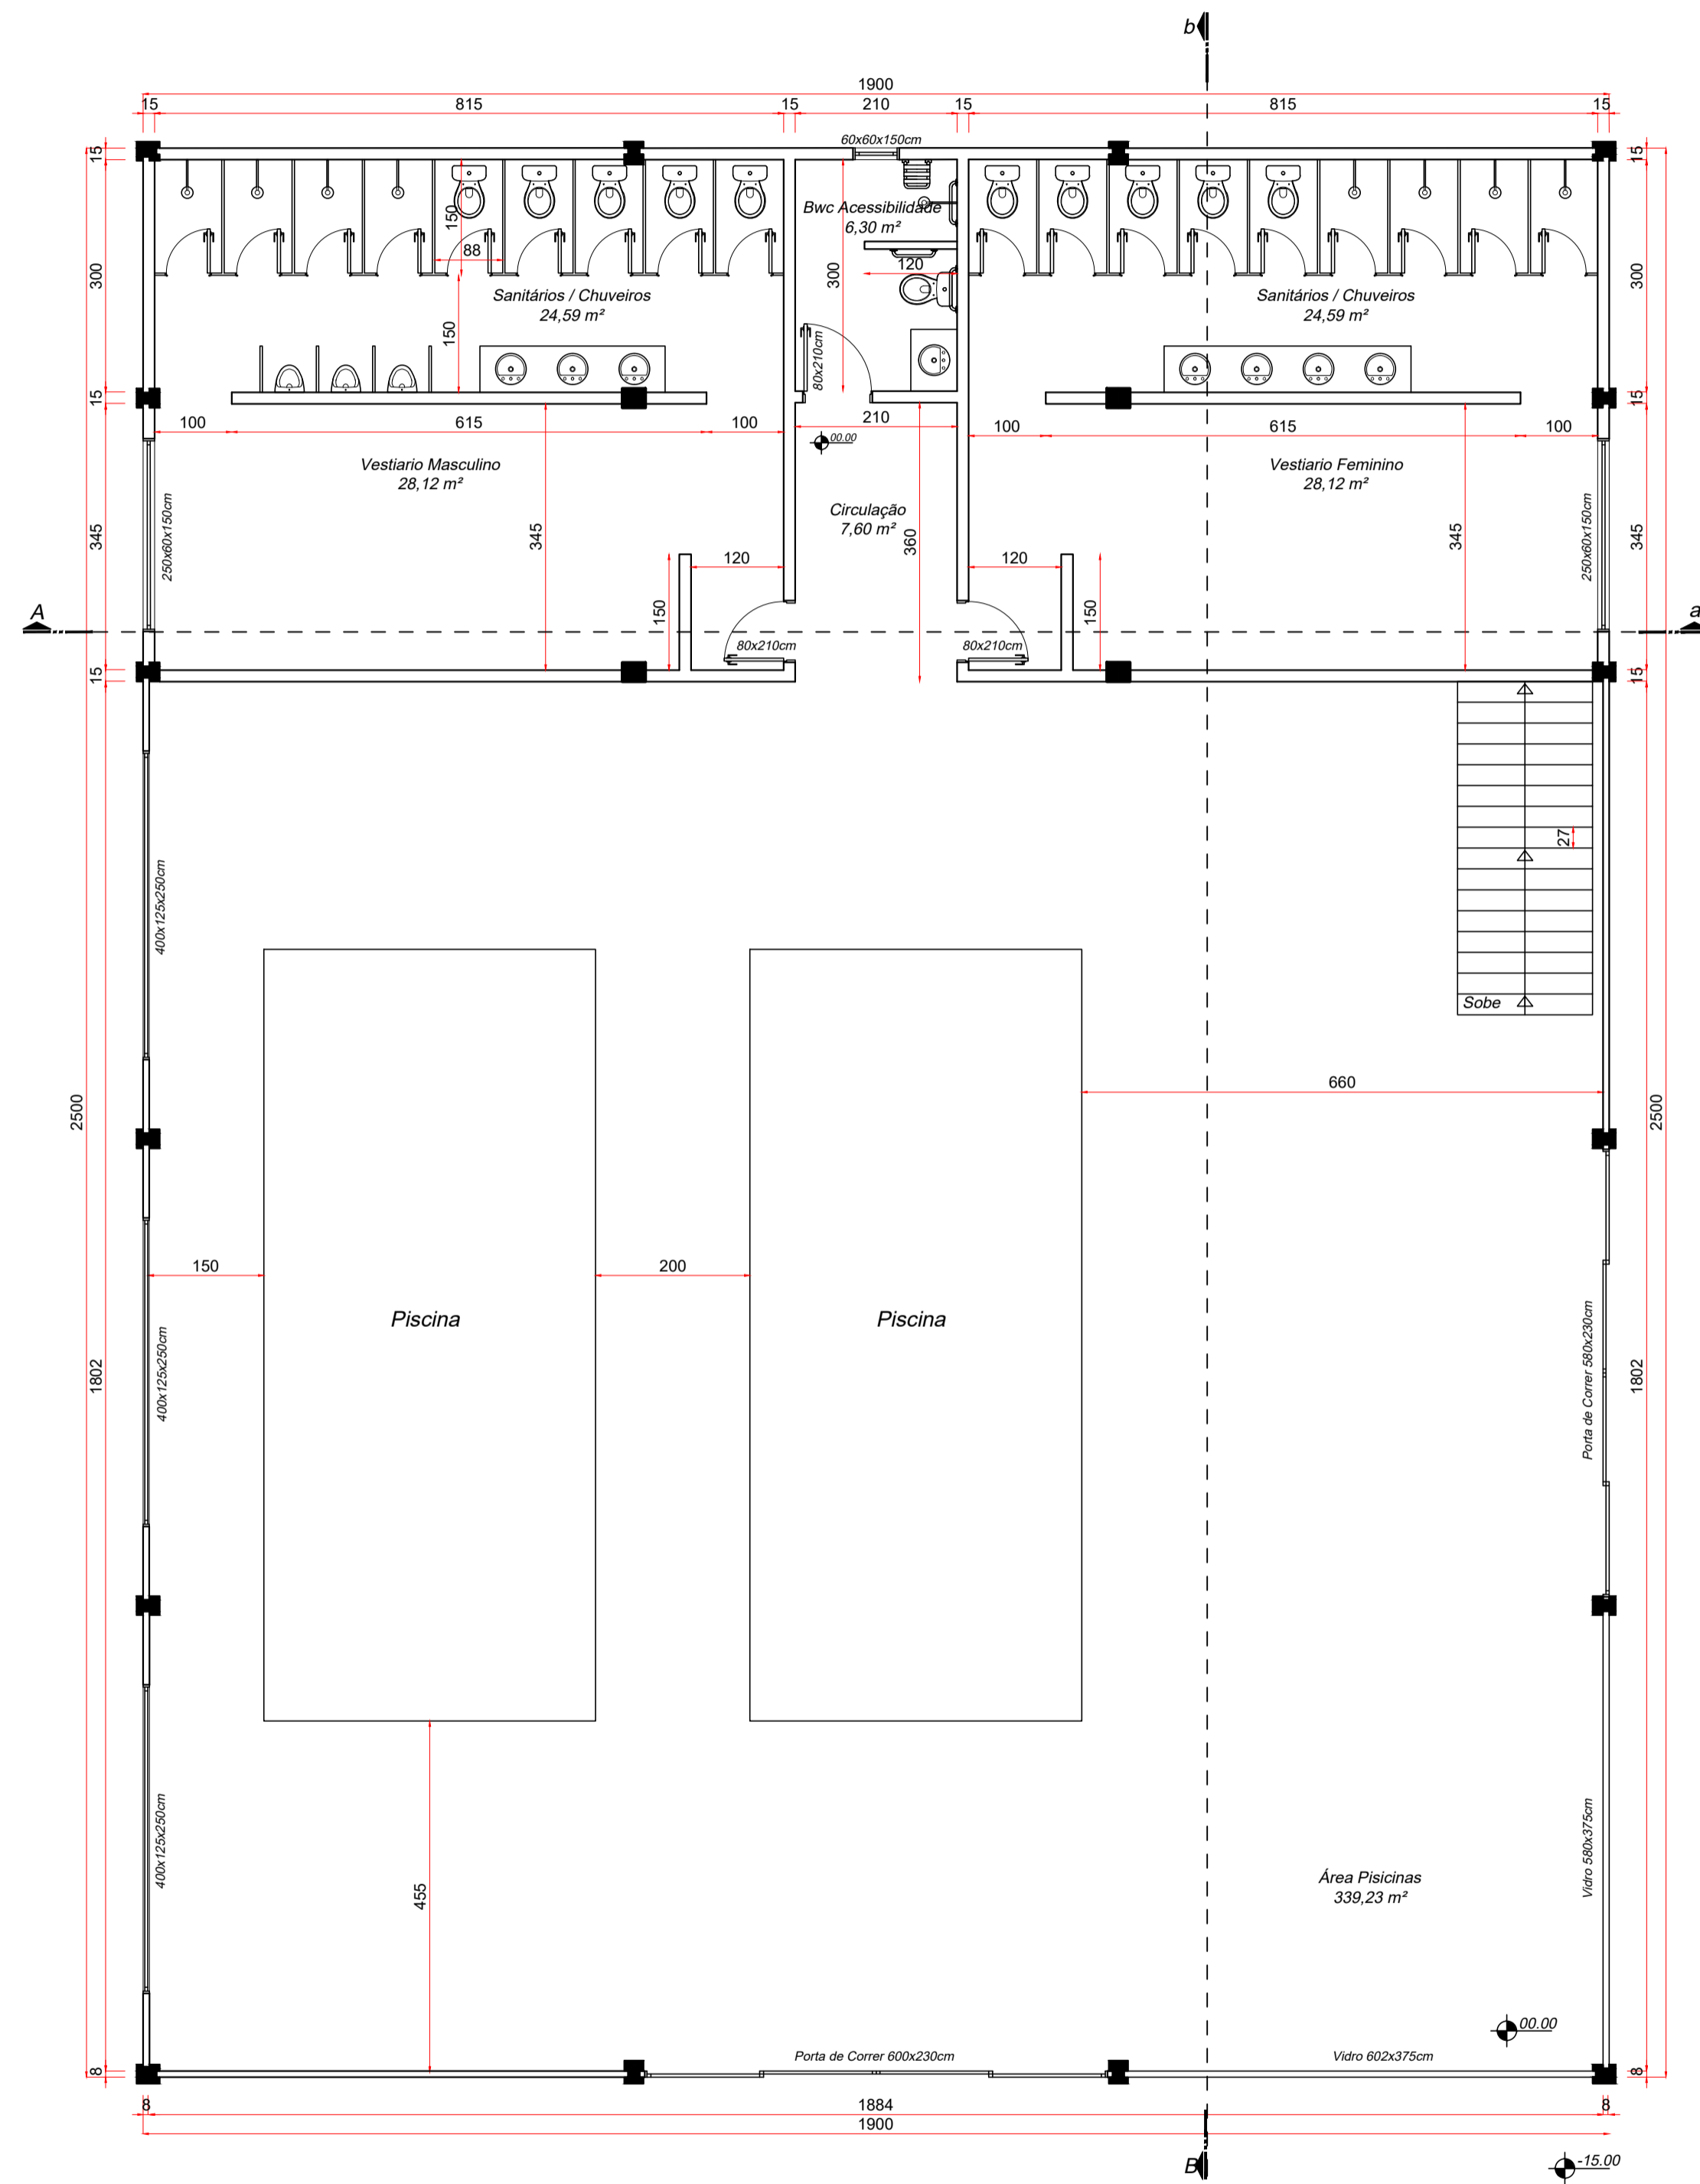 b
1900
15
815
15
210
15
815
15
60x60x150cm
15
15
Bwc Acessibilidade
6,30 m²
150
88
120
300
300
300
Sanitários / Chuveiros
24,59 m²
Sanitários / Chuveiros
24,59 m²
150
80x210cm
15
15
100
615
100
210
100
615
100
00.00
Vestiario Masculino
28,12 m²
Vestiario Feminino
28,12 m²
250x60x150cm
250x60x150cm
Circulação
7,60 m²
345
345
360
345
345
120
120
150
150
A
a
80x210cm
80x210cm
15
15
27
400x125x250cm
Sobe
660
2500
2500
150
200
Piscina
Piscina
400x125x250cm
Porta de Correr 580x230cm
1802
1802
400x125x250cm
Vidro 580x375cm
455
Área Pisicinas
339,23 m²
00.00
Porta de Correr 600x230cm
Vidro 602x375cm
8
8
8
1884
8
1900
B
-15.00